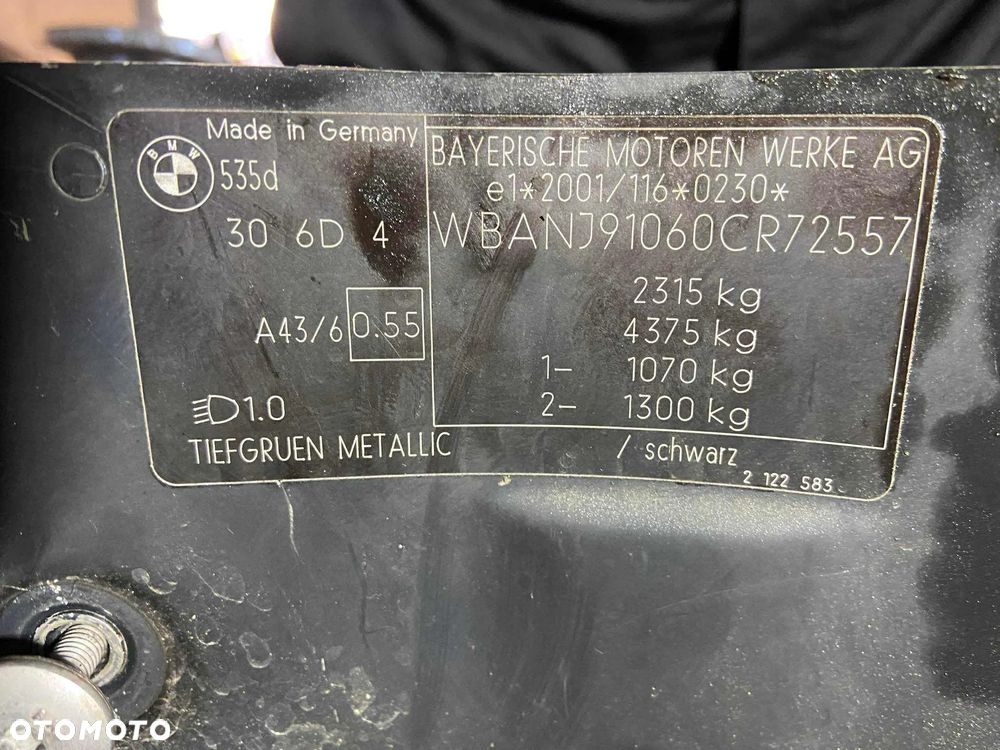 Made in Germany
BMW
535d
30 6D 4
A43/6 0.55
1.0
TIEFGRUEN METALLIC / schwarz
BAYERISCHE MOTOREN WERKE AG
e1*2001/116*0230*
WBANJ91060CR72557
2315 kg
4375 kg
1- 1070 kg
2- 1300 kg
2 122 583
OTOMOTO